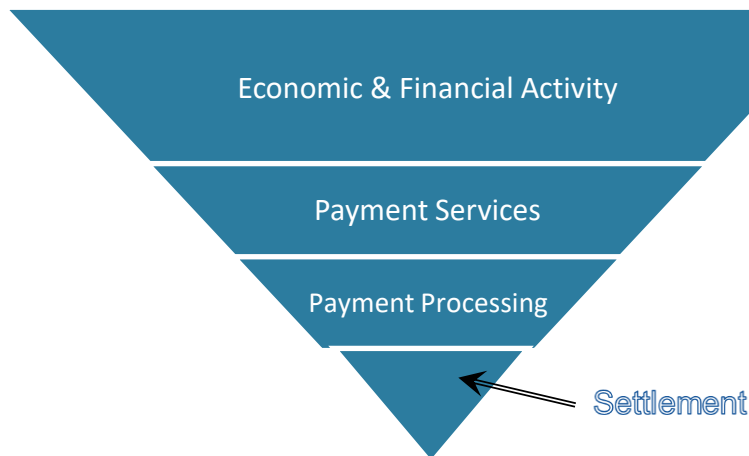 Economic & Financial Activity
Payment Services
Payment Processing
Settlement